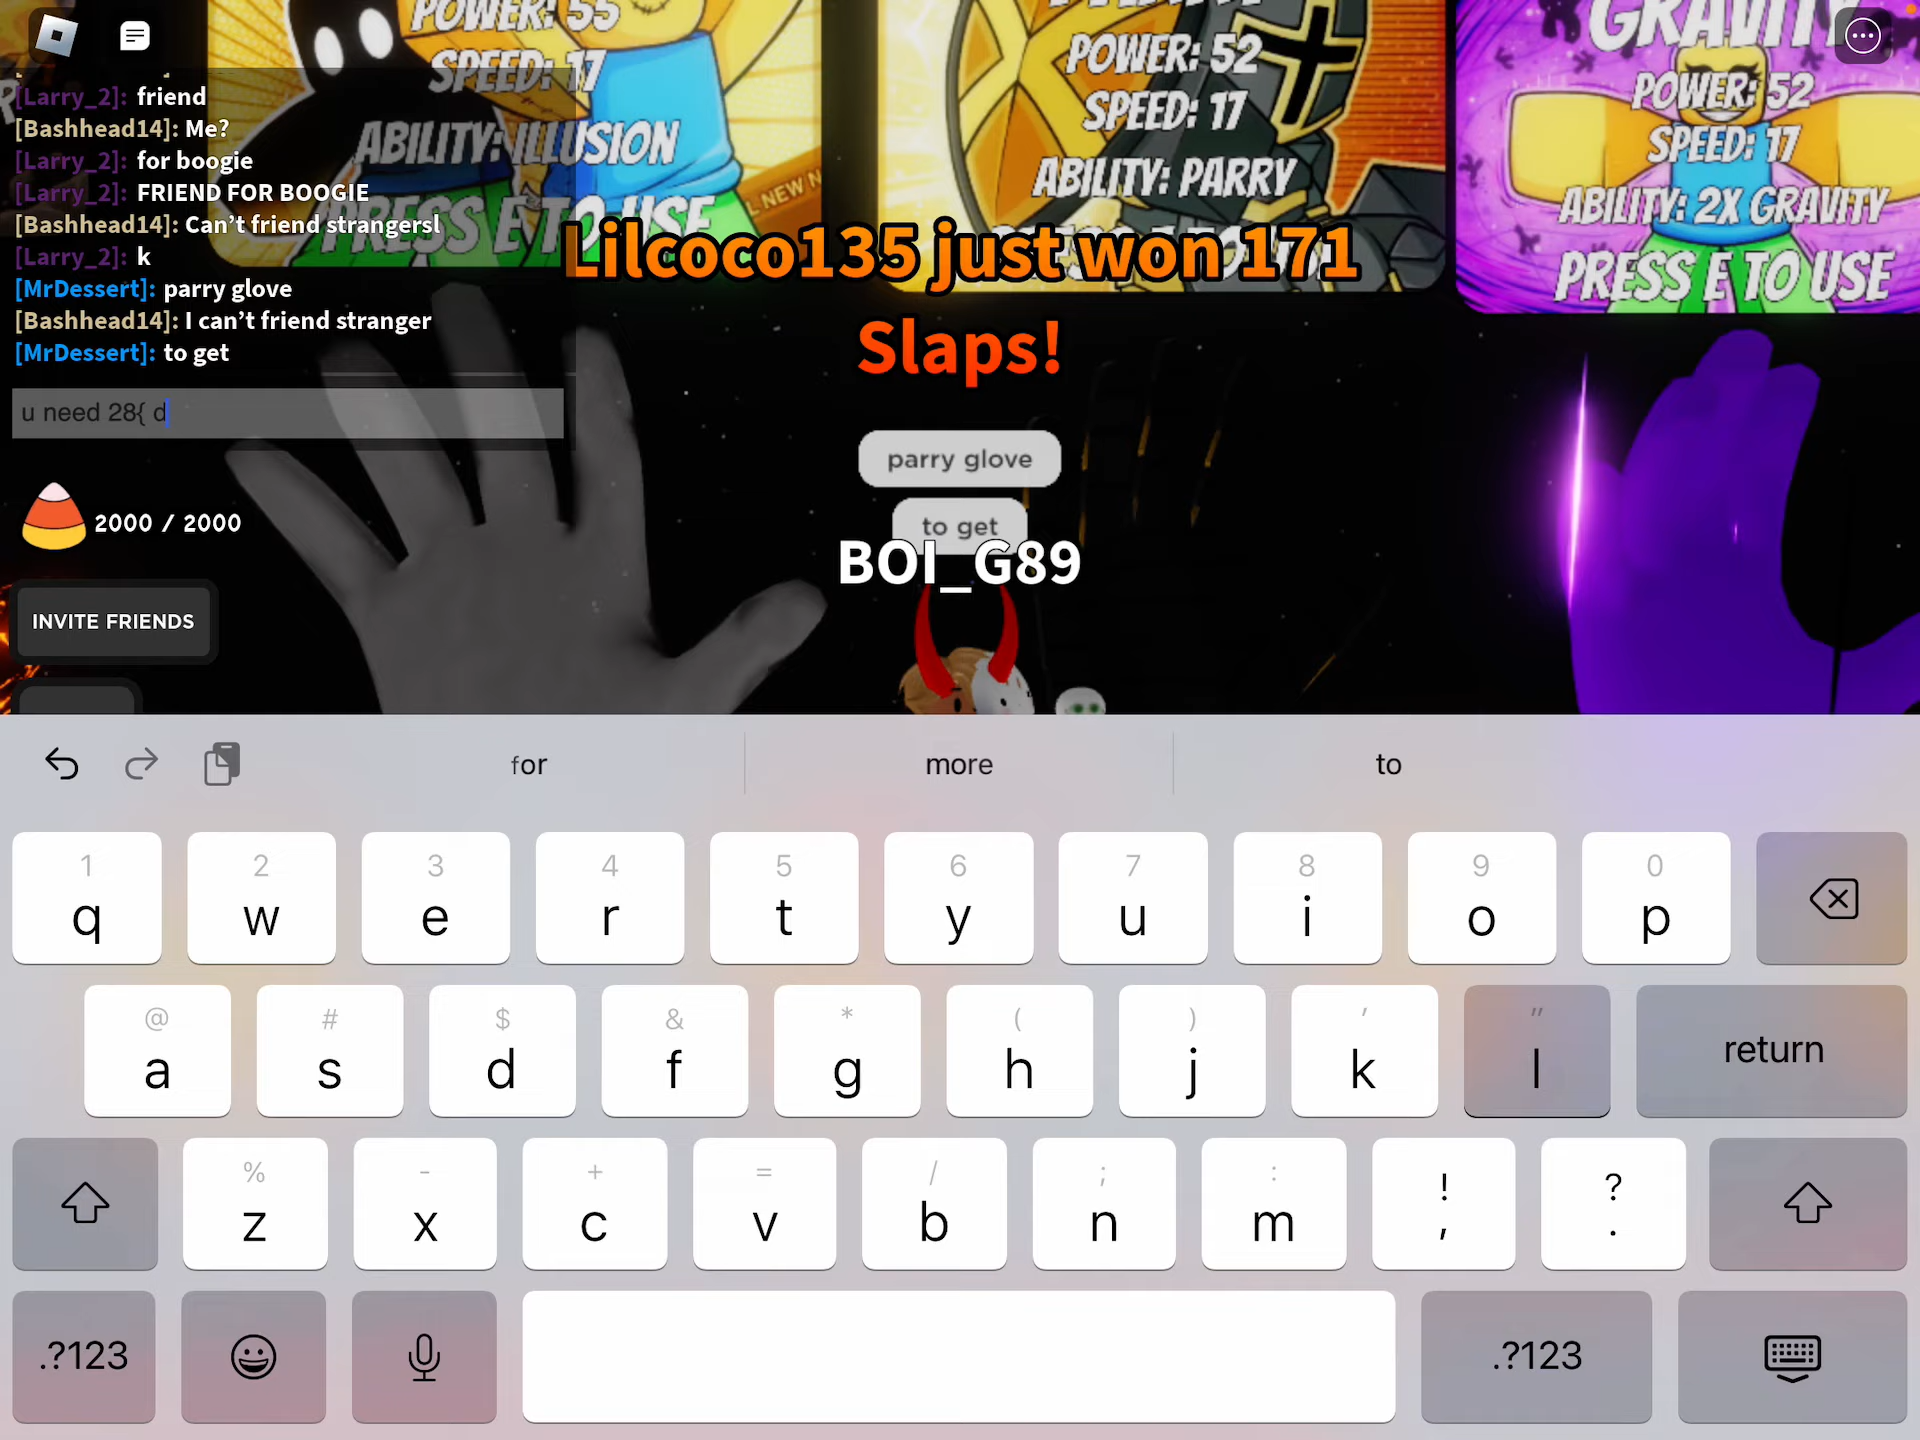 POWER: 55
SPEED: 17
ABILITY: ILLUSION
PRESS E TO USE
POWER: 52
SPEED: 17
ABILITY: PARRY
GRAVITY
POWER: 52
SPEED: 17
ABILITY: 2X GRAVITY
PRESS E TO USE
[Larry_2]: friend
[Bashhead14]: Me?
[Larry_2]: for boogie
[Larry_2]: FRIEND FOR BOOGIE
[Bashhead14]: Can't friend strangersl
[Larry_2]: k
[MrDessert]: parry glove
[Bashhead14]: I can't friend stranger
[MrDessert]: to get
u need 28{ d
Lilcoco135 just won 171
Slaps!
parry glove
to get
BOI_G89
2000 / 2000
INVITE FRIENDS
for more to
1 2 3 4 5 6 7 8 9 0
q w e r t y u i o p
@ # $ & * ( ) ' "
a s d f g h j k l return
% - + = / ; : ! ?
z x c v b n m , .
.?123 .?123